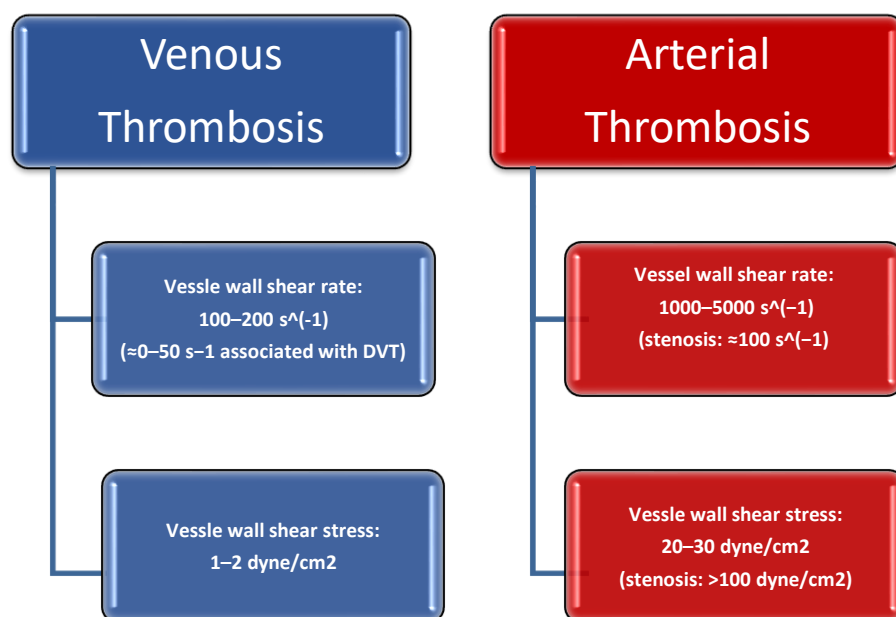 Venous
Thrombosis
Vessle wall shear rate:
100–200 s^(-1)
(≈0–50 s−1 associated with DVT)
Vessle wall shear stress:
1–2 dyne/cm2
Arterial
Thrombosis
Vessel wall shear rate:
1000–5000 s^(−1)
(stenosis: ≈100 s^(−1)
Vessle wall shear stress:
20–30 dyne/cm2
(stenosis: >100 dyne/cm2)